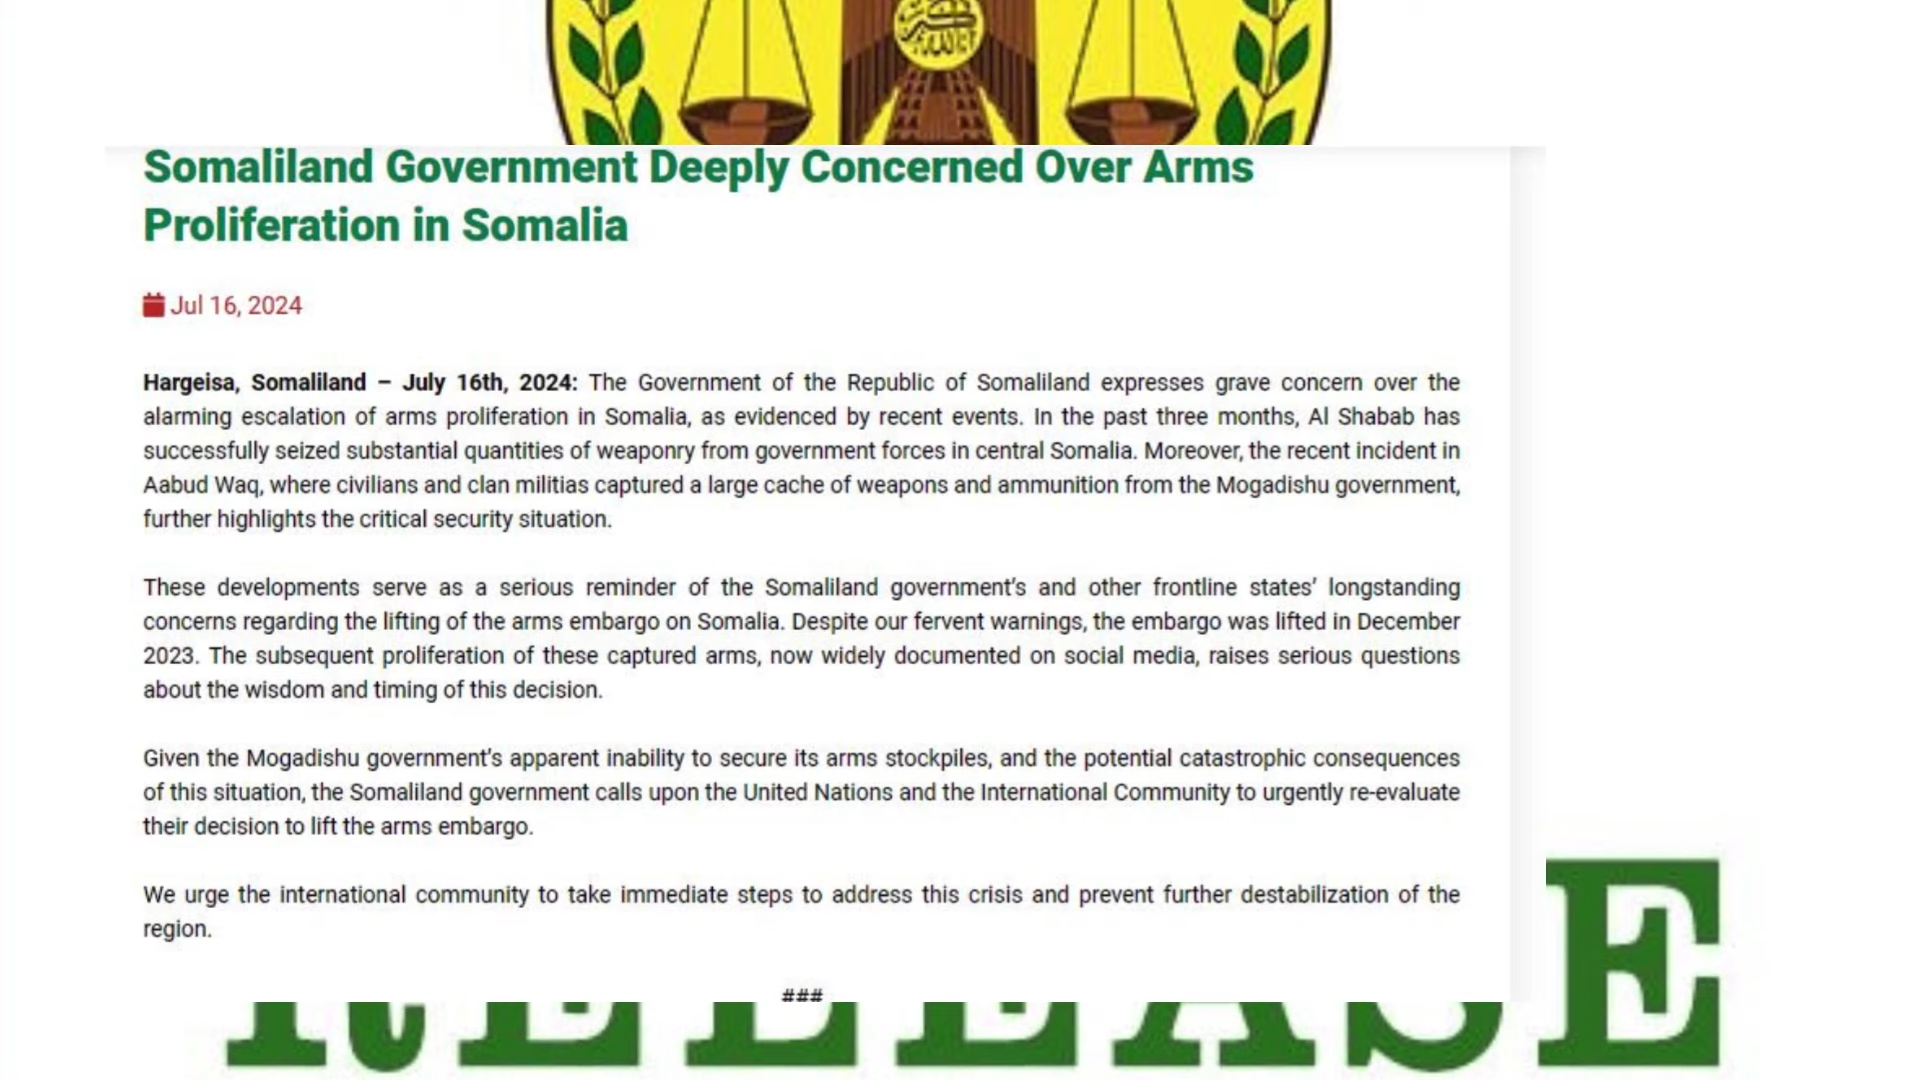 Somaliland Government Deeply Concerned Over Arms
Proliferation in Somalia
Jul 16, 2024
Hargeisa, Somaliland – July 16th, 2024: The Government of the Republic of Somaliland expresses grave concern over the
alarming escalation of arms proliferation in Somalia, as evidenced by recent events. In the past three months, Al Shabab has
successfully seized substantial quantities of weaponry from government forces in central Somalia. Moreover, the recent incident in
Aabud Waq, where civilians and clan militias captured a large cache of weapons and ammunition from the Mogadishu government,
further highlights the critical security situation.
These developments serve as a serious reminder of the Somaliland government's and other frontline states' longstanding
concerns regarding the lifting of the arms embargo on Somalia. Despite our fervent warnings, the embargo was lifted in December
2023. The subsequent proliferation of these captured arms, now widely documented on social media, raises serious questions
about the wisdom and timing of this decision.
Given the Mogadishu government's apparent inability to secure its arms stockpiles, and the potential catastrophic consequences
of this situation, the Somaliland government calls upon the United Nations and the International Community to urgently re-evaluate
their decision to lift the arms embargo.
We urge the international community to take immediate steps to address this crisis and prevent further destabilization of the
region.
###
RELEASE